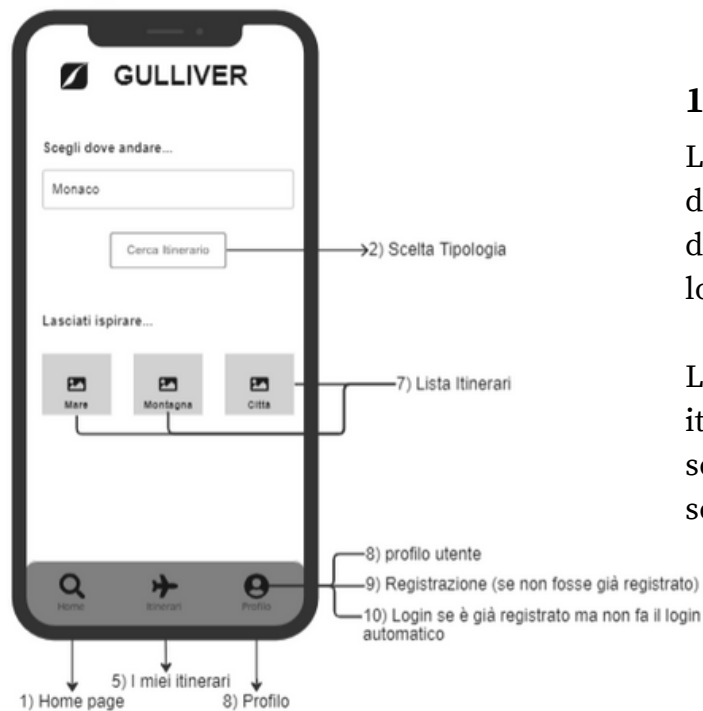 GULLIVER
Scegli dove andare...
Monaco
Cerca Itinerario
2) Scelta Tipologia
Lasciati ispirare...
Mare
Montagna
Città
7) Lista Itinerari
8) profilo utente
9) Registrazione (se non fosse già registrato)
10) Login se è già registrato ma non fa il login
automatico
Home
Itinerari
Profilo
5) I miei itinerari
1) Home page
8) Profilo
1
L
d
d
lo
L
it
se
se